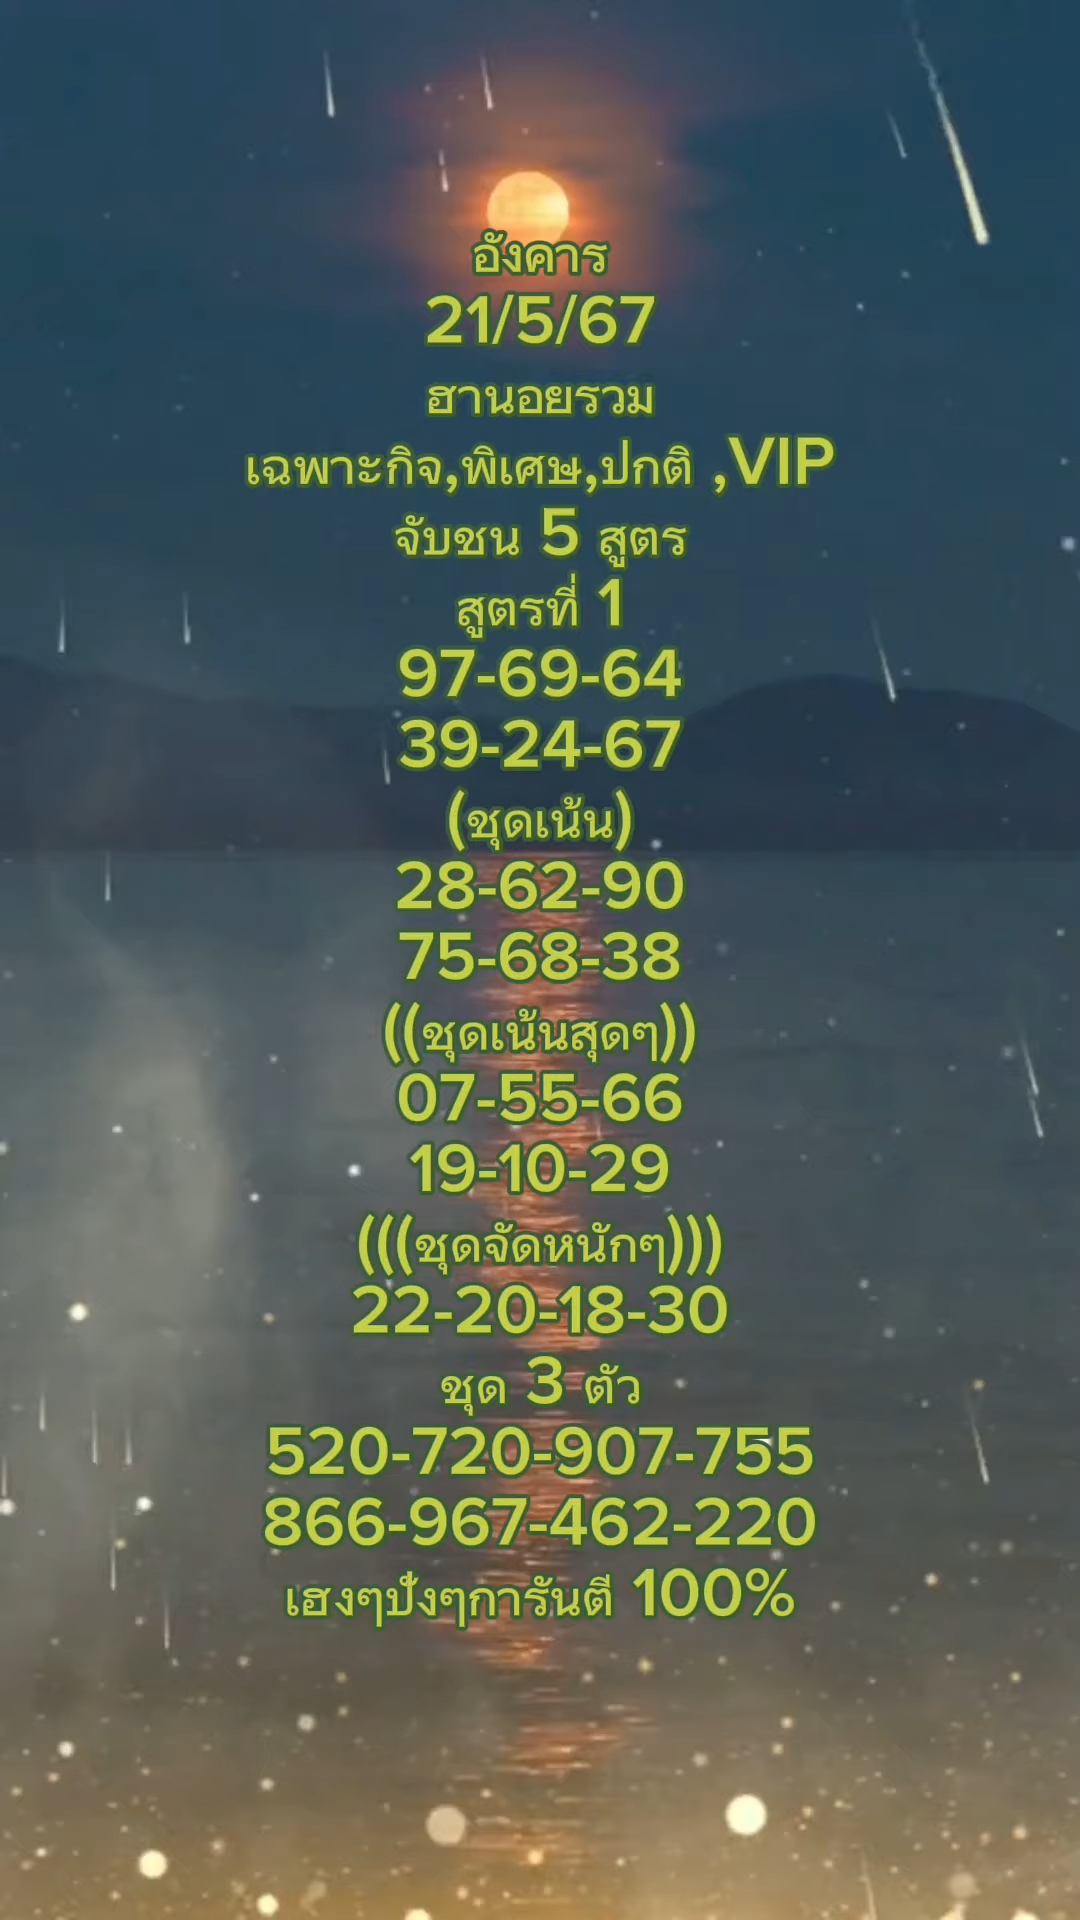 อังคาร
21/5/67
ฮานอยรวม
เฉพาะกิจ,พิเศษ,ปกติ ,VIP
จับชน 5 สูตร
สูตรที่ 1
97-69-64
39-24-67
(ชุดเน้น)
28-62-90
75-68-38
((ชุดเน้นสุดๆ))
07-55-66
19-10-29
(((ชุดจัดหนักๆ)))
22-20-18-30
ชุด 3 ตัว
520-720-907-755
866-967-462-220
เฮงๆปังๆการันตี 100%